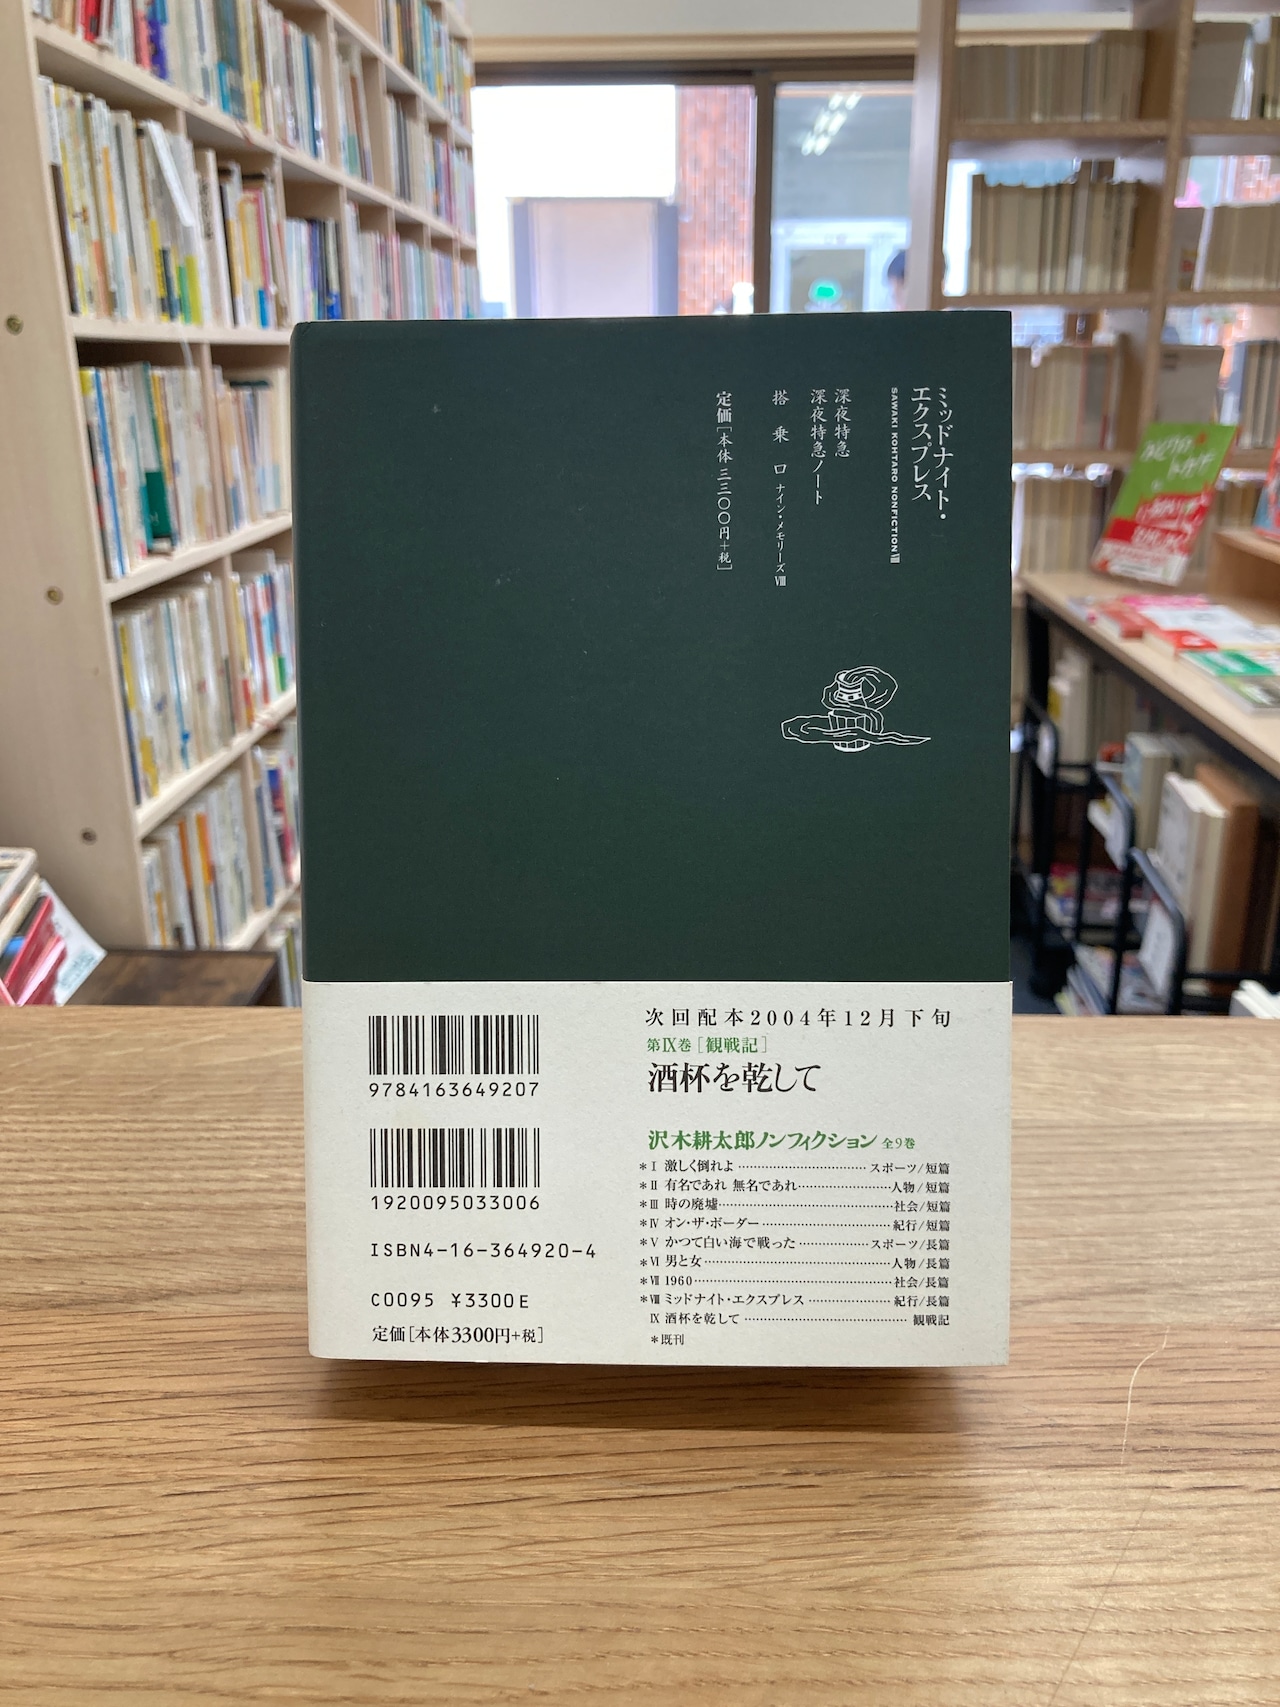 ミッドナイト・
エクスプレス
SAWAKI KOHTARO NONFICTION Ⅷ
深夜特急
深夜特急ノート
搭乗口 ナイン・メモリーズⅧ
定価[本体 三三〇〇円+税]
9784163649207
1920095033006
ISBN4-16-364920-4
C0095 ¥3300E
定価[本体3300円+税]
次回配本2004年12月下旬
第Ⅸ巻[観戦記]
酒杯を乾して
沢木耕太郎ノンフィクション 全9巻
*Ⅰ 激しく倒れよ………………………スポーツ/短篇
*Ⅱ 有名であれ 無名であれ………………………人物/短篇
*Ⅲ 時の廃墟………………………社会/短篇
*Ⅳ オン・ザ・ボーダー………………………紀行/短篇
*Ⅴ かつて白い海で戦った………………………スポーツ/長篇
*Ⅵ 男と女………………………人物/長篇
*Ⅶ 1960………………………社会/長篇
*Ⅷ ミッドナイト・エクスプレス………………………紀行/長篇
Ⅸ 酒杯を乾して………………………観戦記
*既刊